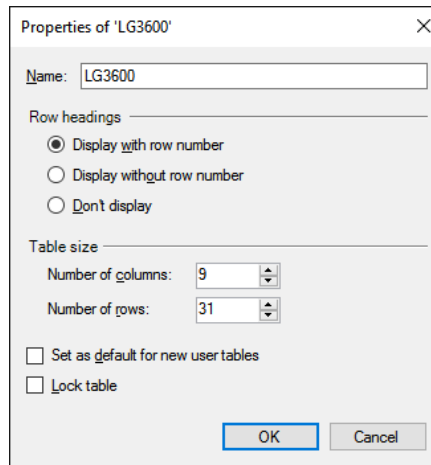 Properties of 'LG3600'
Name: LG3600
Row headings
Display with row number
Display without row number
Don't display
Table size
Number of columns: 9
Number of rows: 31
Set as default for new user tables
Lock table
OK Cancel